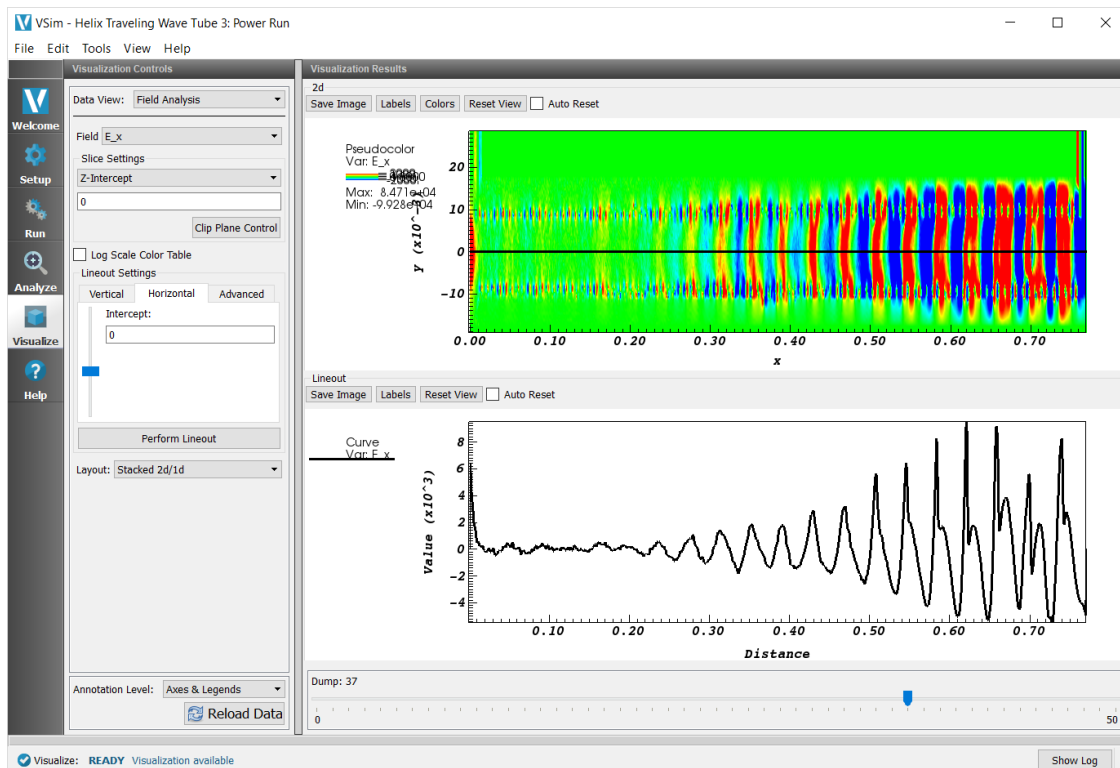 VSim - Helix Traveling Wave Tube 3: Power Run
File Edit Tools View Help
Welcome
Setup
Run
Analyze
Visualize
Help
Visualization Controls
Data View: Field Analysis
Field E_x
Slice Settings
Z-Intercept
0
Clip Plane Control
Log Scale Color Table
Lineout Settings
Vertical Horizontal Advanced
Intercept:
0
Perform Lineout
Layout: Stacked 2d/1d
Annotation Level: Axes & Legends
Reload Data
Visualization Results
2d
Save Image Labels Colors Reset View Auto Reset
Pseudocolor
Var: E_x
Max: 8.471e+04
Min: -9.928e+04
Y (x10^-3)
20
10
0
-10
0.00 0.10 0.20 0.30 0.40 0.50 0.60 0.70
x
Lineout
Save Image Labels Reset View Auto Reset
Curve
Var: E_x
Value (x10^3)
8
6
4
2
0
-2
-4
0.10 0.20 0.30 0.40 0.50 0.60 0.70
Distance
Dump: 37
0 50
Visualize: READY Visualization available
Show Log